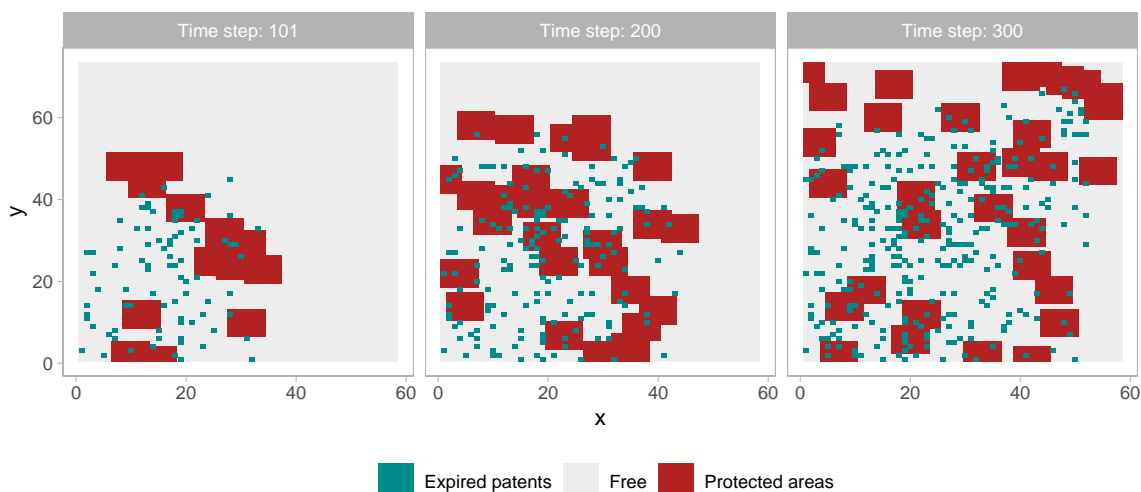 Time step: 101 Time step: 200 Time step: 300
60
40
20
0
y
0 20 40 60 0 20 40 60 0 20 40 60
x
Expired patents Free Protected areas